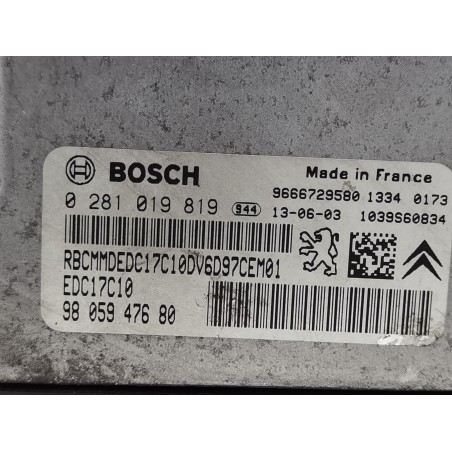 BOSCH
Made in France
9666729580 1334 0173
0 281 019 819 944 13-06-03 1039S60834
RBCMMDEDC17C10DV6D97CEM01
EDC17C10
98 059 476 80